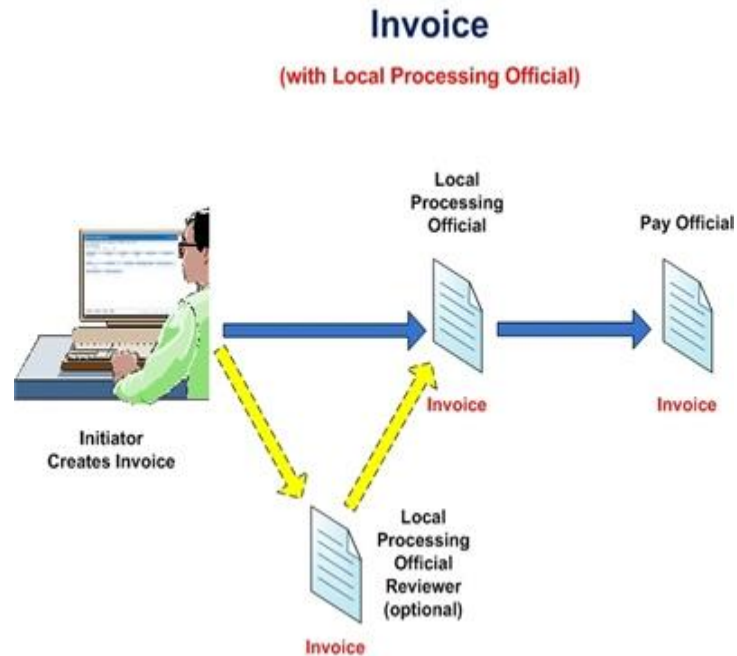 Invoice
(with Local Processing Official)
Local
Processing
Official
Pay Official
Invoice
Invoice
Initiator
Creates Invoice
Local
Processing
Official
Reviewer
(optional)
Invoice